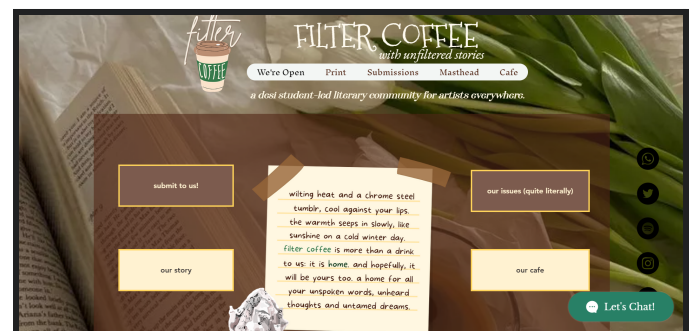 filter
COFFEE
FILTER COFFEE
with unfiltered stories
We're Open Print Submissions Masthead Cafe
a desi student-led literary community for artists everywhere.
submit to us!
our issues (quite literally)
wilting heat and a chrome steel
tumblr, cool against your lips.
the warmth seeps in slowly, like
sunshine on a cold winter day.
filter coffee is more than a drink
to us: it is home. and hopefully, it
will be yours too. a home for all
your unspoken words, unheard
thoughts and untamed dreams.
our story
our cafe
Let's Chat!